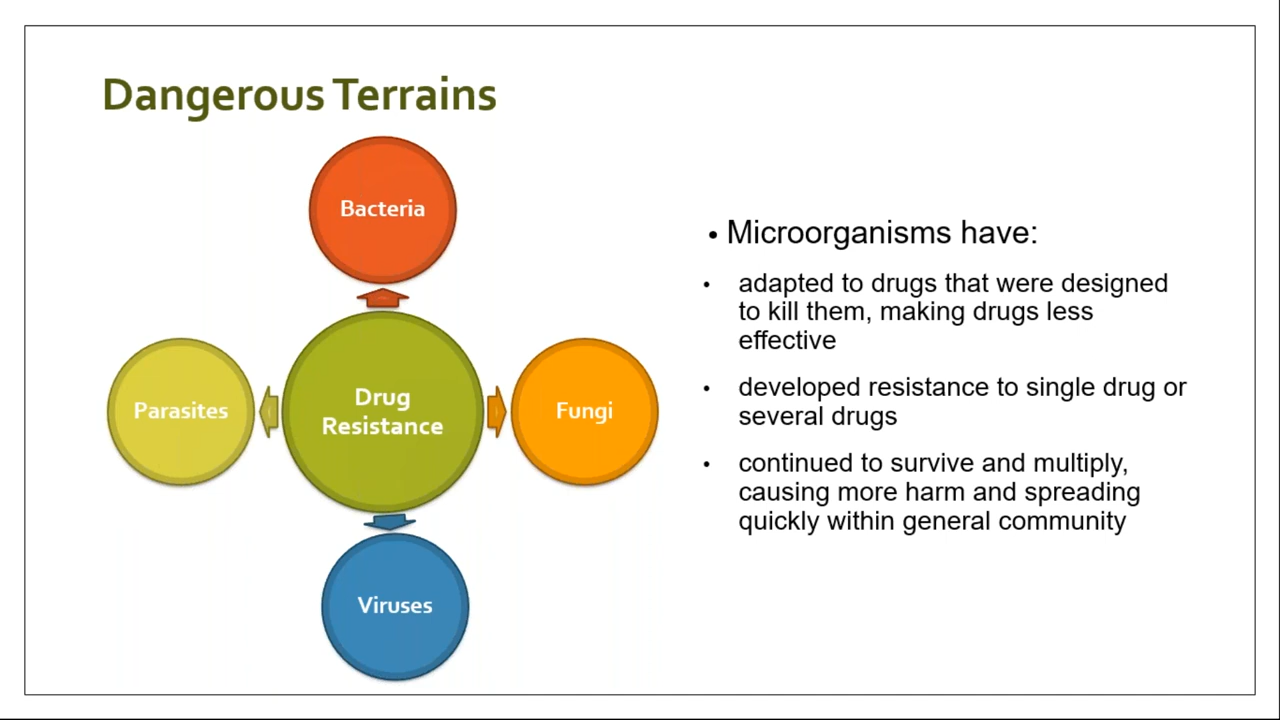 Dangerous Terrains
Bacteria
Parasites
Drug
Resistance
Fungi
Viruses
• Microorganisms have:
• adapted to drugs that were designed
to kill them, making drugs less
effective
• developed resistance to single drug or
several drugs
• continued to survive and multiply,
causing more harm and spreading
quickly within general community